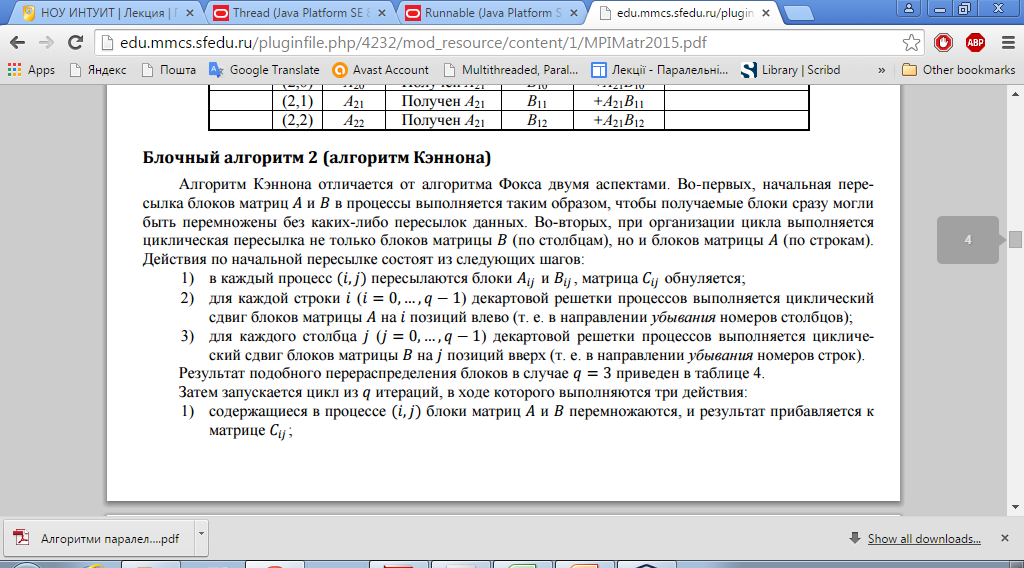 НОУ ИНТУИТ | Лекция | П
Thread (Java Platform SE 8
Runnable (Java Platform S
edu.mmcs.sfedu.ru/plugin
edu.mmcs.sfedu.ru/pluginfile.php/4232/mod_resource/content/1/MPIMatr2015.pdf
ABP
Apps
Яндекс
Пошта
Google Translate
Avast Account
Multithreaded, Paral...
Лекції - Паралельні...
Library | Scribd
»
Other bookmarks
(2,1) A21 Получен A21 B11 +A21B11
(2,2) A22 Получен A21 B12 +A21B12
Блочный алгоритм 2 (алгоритм Кэннона)
Алгоритм Кэннона отличается от алгоритма Фокса двумя аспектами. Во-первых, начальная пере-
сылка блоков матриц A и B в процессы выполняется таким образом, чтобы получаемые блоки сразу могли
быть перемножены без каких-либо пересылок данных. Во-вторых, при организации цикла выполняется
циклическая пересылка не только блоков матрицы B (по столбцам), но и блоков матрицы A (по строкам).
Действия по начальной пересылке состоят из следующих шагов:
1) в каждый процесс (i, j) пересылаются блоки Aij и Bij, матрица Cij обнуляется;
2) для каждой строки i (i = 0, ..., q − 1) декартовой решетки процессов выполняется циклический
сдвиг блоков матрицы A на i позиций влево (т. е. в направлении убывания номеров столбцов);
3) для каждого столбца j (j = 0, ..., q − 1) декартовой решетки процессов выполняется цикличе-
ский сдвиг блоков матрицы B на j позиций вверх (т. е. в направлении убывания номеров строк).
Результат подобного перераспределения блоков в случае q = 3 приведен в таблице 4.
Затем запускается цикл из q итераций, в ходе которого выполняются три действия:
1) содержащиеся в процессе (i, j) блоки матриц A и B перемножаются, и результат прибавляется к
матрице Cij;
4
Алгоритми паралел....pdf
Show all downloads...